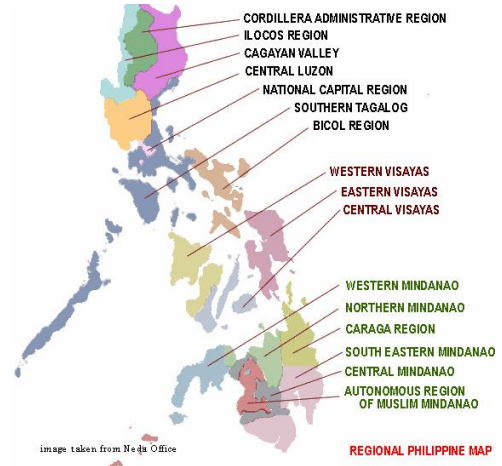 CORDILLERA ADMINISTRATIVE REGION
ILOCOS REGION
CAGAYAN VALLEY
CENTRAL LUZON
NATIONAL CAPITAL REGION
SOUTHERN TAGALOG
BICOL REGION
WESTERN VISAYAS
EASTERN VISAYAS
CENTRAL VISAYAS
WESTERN MINDANAO
NORTHERN MINDANAO
CARAGA REGION
SOUTH EASTERN MINDANAO
CENTRAL MINDANAO
AUTONOMOUS REGION
OF MUSLIM MINDANAO
image taken from Neda Office
REGIONAL PHILIPPINE MAP